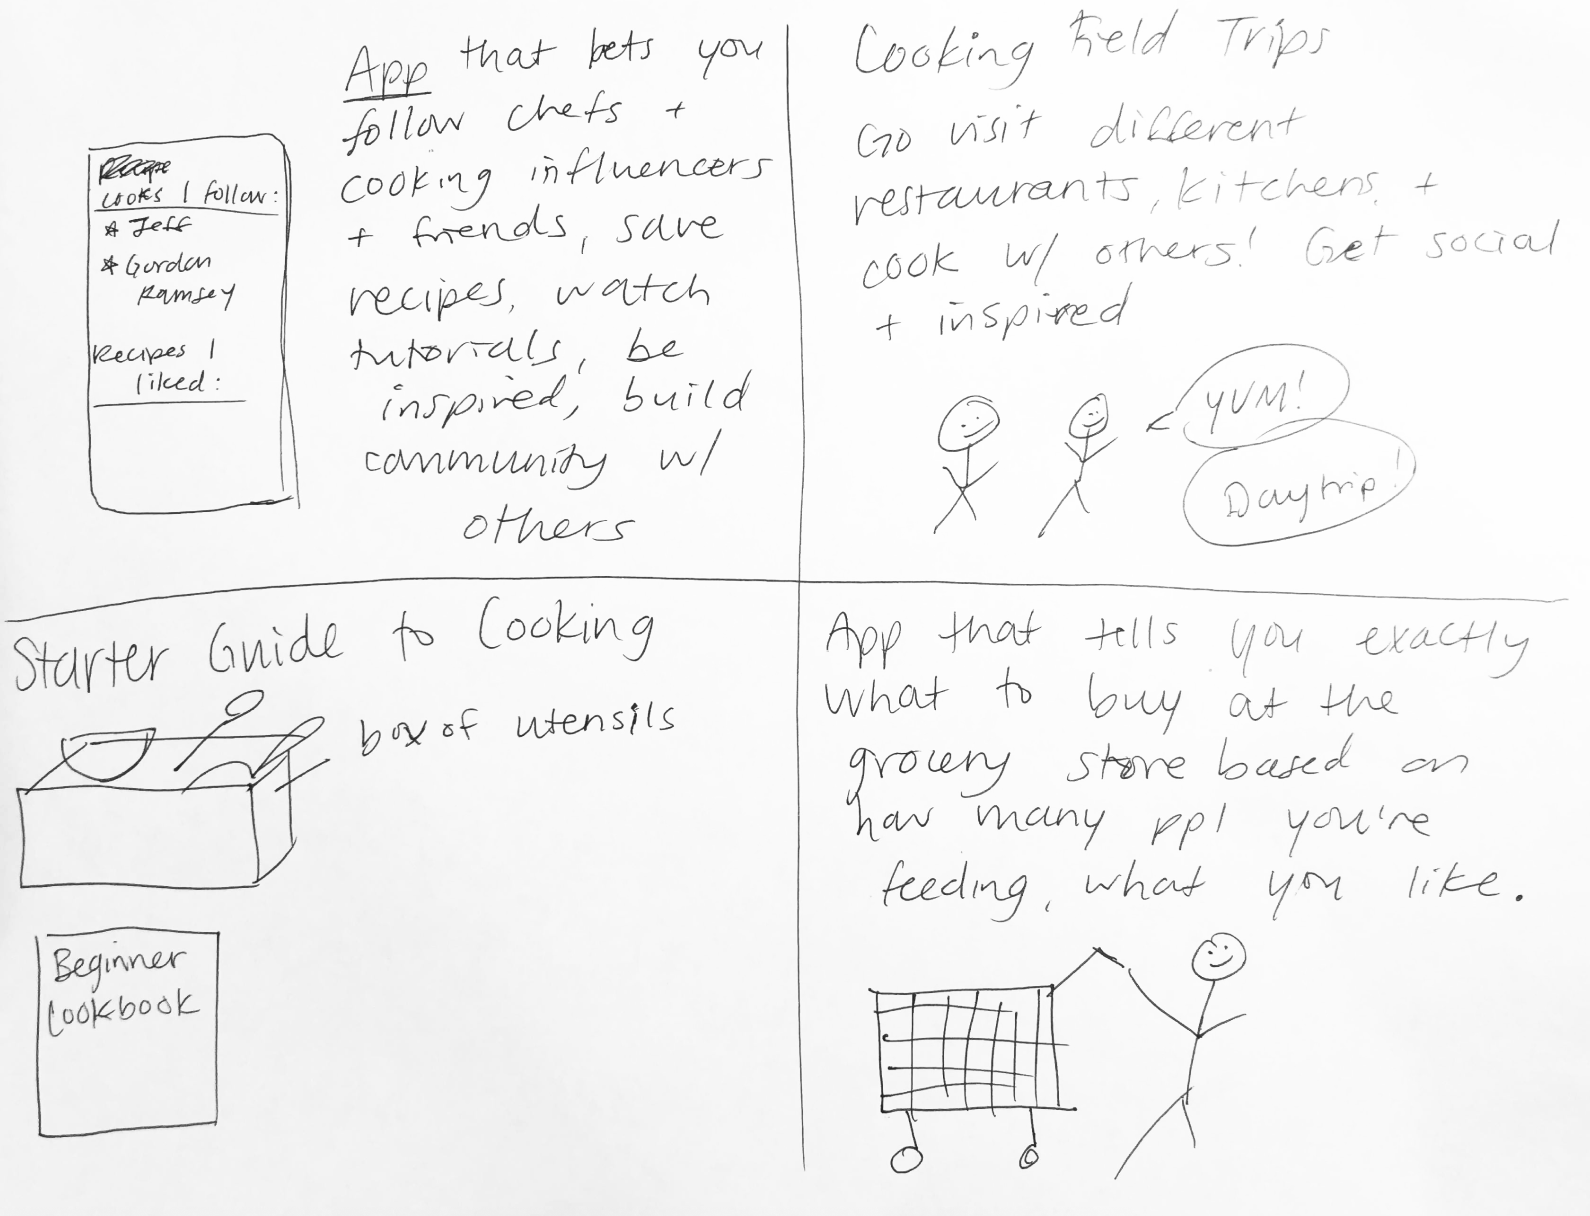 App that lets you
follow chefs +
cooking influencers
+ friends, save
recipes, watch
tutorials, be
inspired, build
community w/
others
cooks I follow:
* Jeff
* Gordon
Ramsey
Recipes I
liked:
Cooking Field Trips
Go visit different
restaurants, kitchens, +
cook w/ others! Get social
+ inspired
YUM!
Daytrip!
Starter Guide to Cooking
box of utensils
Beginner
Cookbook
App that tells you exactly
what to buy at the
grocery store based on
how many ppl you're
feeding, what you like.